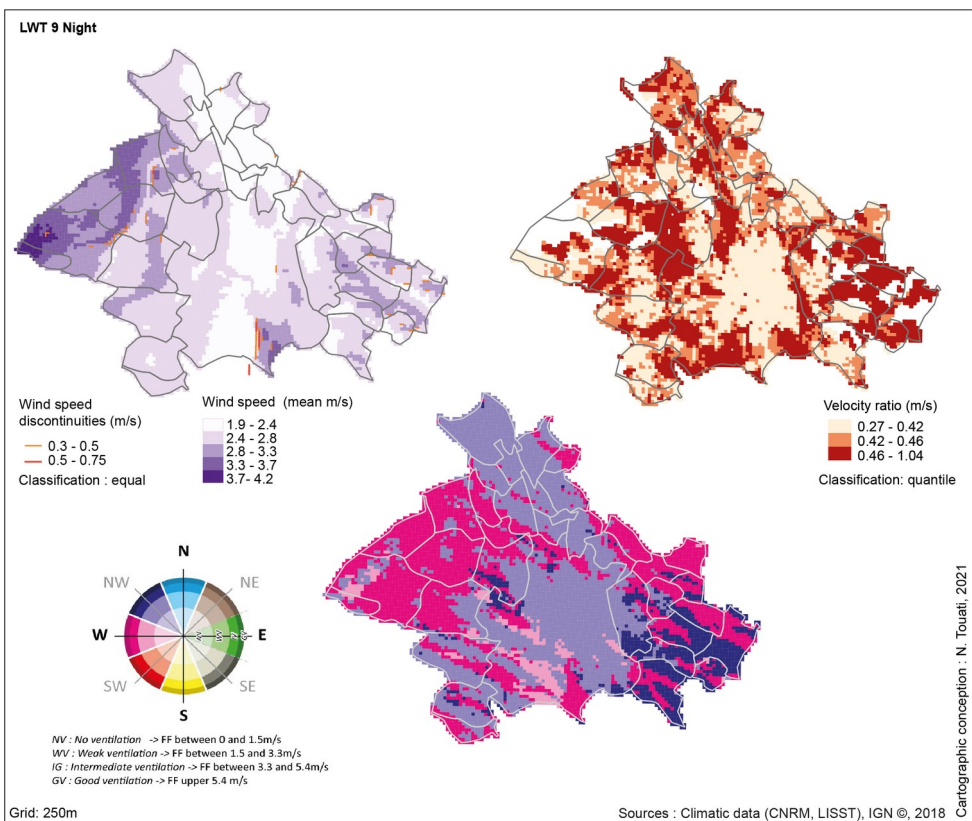 LWT 9 Night
Wind speed
discontinuities (m/s)
0.3 - 0.5
0.5 - 0.75
Classification : equal
Wind speed (mean m/s)
1.9 - 2.4
2.4 - 2.8
2.8 - 3.3
3.3 - 3.7
3.7- 4.2
Velocity ratio (m/s)
0.27 - 0.42
0.42 - 0.46
0.46 - 1.04
Classification: quantile
N
NW
NE
W
E
SW
SE
S
NV : No ventilation -> FF between 0 and 1.5m/s
WV : Weak ventilation -> FF between 1.5 and 3.3m/s
IG : Intermediate ventilation -> FF between 3.3 and 5.4m/s
GV : Good ventilation -> FF upper 5.4 m/s
Grid: 250m
Sources : Climatic data (CNRM, LISST), IGN ©, 2018
Cartographic conception : N. Touati, 2021